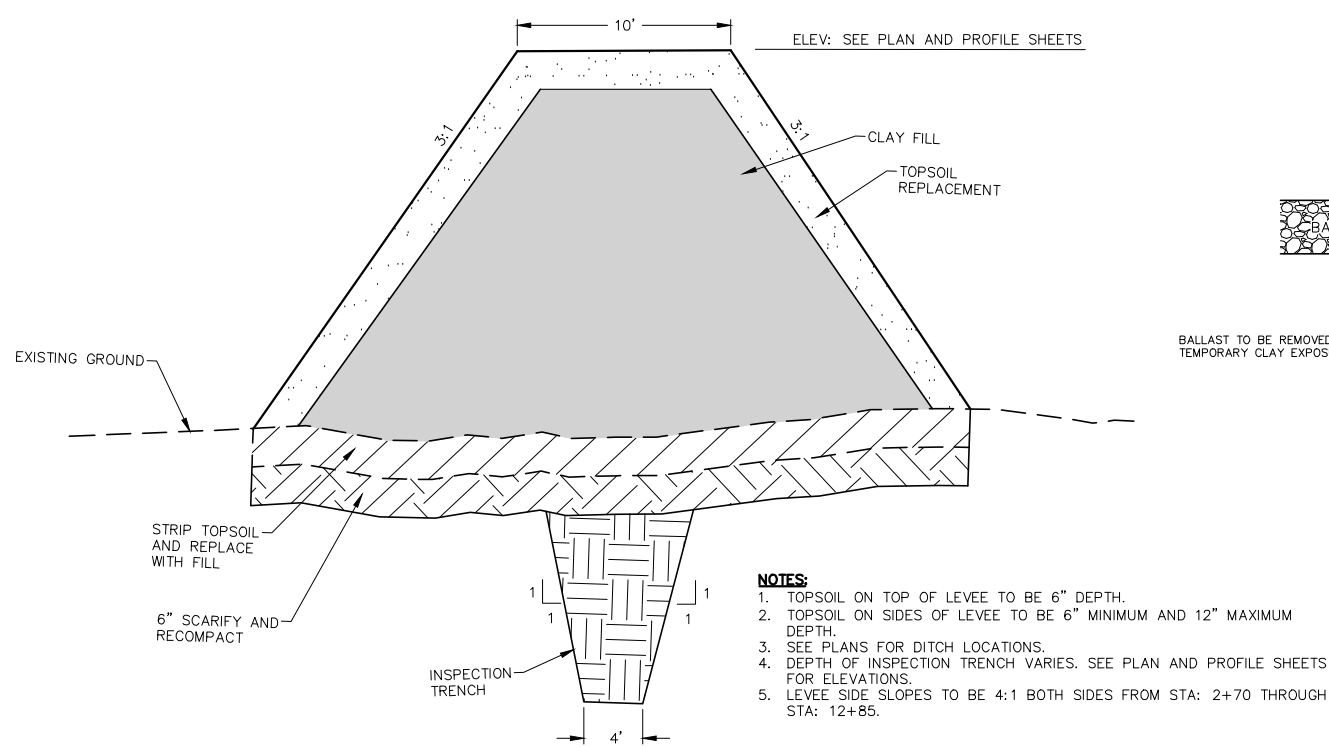 10'
ELEV: SEE PLAN AND PROFILE SHEETS
3:1
3:1
CLAY FILL
TOPSOIL
REPLACEMENT
EXISTING GROUND
BALLAST TO BE REMOVED
TEMPORARY CLAY
STRIP TOPSOIL
AND REPLACE
WITH FILL
6" SCARIFY AND
RECOMPACT
1
1
1
1
INSPECTION
TRENCH
4'
NOTES:
1. TOPSOIL ON TOP OF LEVEE TO BE 6" DEPTH.
2. TOPSOIL ON SIDES OF LEVEE TO BE 6" MINIMUM AND 12" MAXIMUM
DEPTH.
3. SEE PLANS FOR DITCH LOCATIONS.
4. DEPTH OF INSPECTION TRENCH VARIES. SEE PLAN AND PROFILE SHEETS
FOR ELEVATIONS.
5. LEVEE SIDE SLOPES TO BE 4:1 BOTH SIDES FROM STA: 2+70 THROUGH
STA: 12+85.